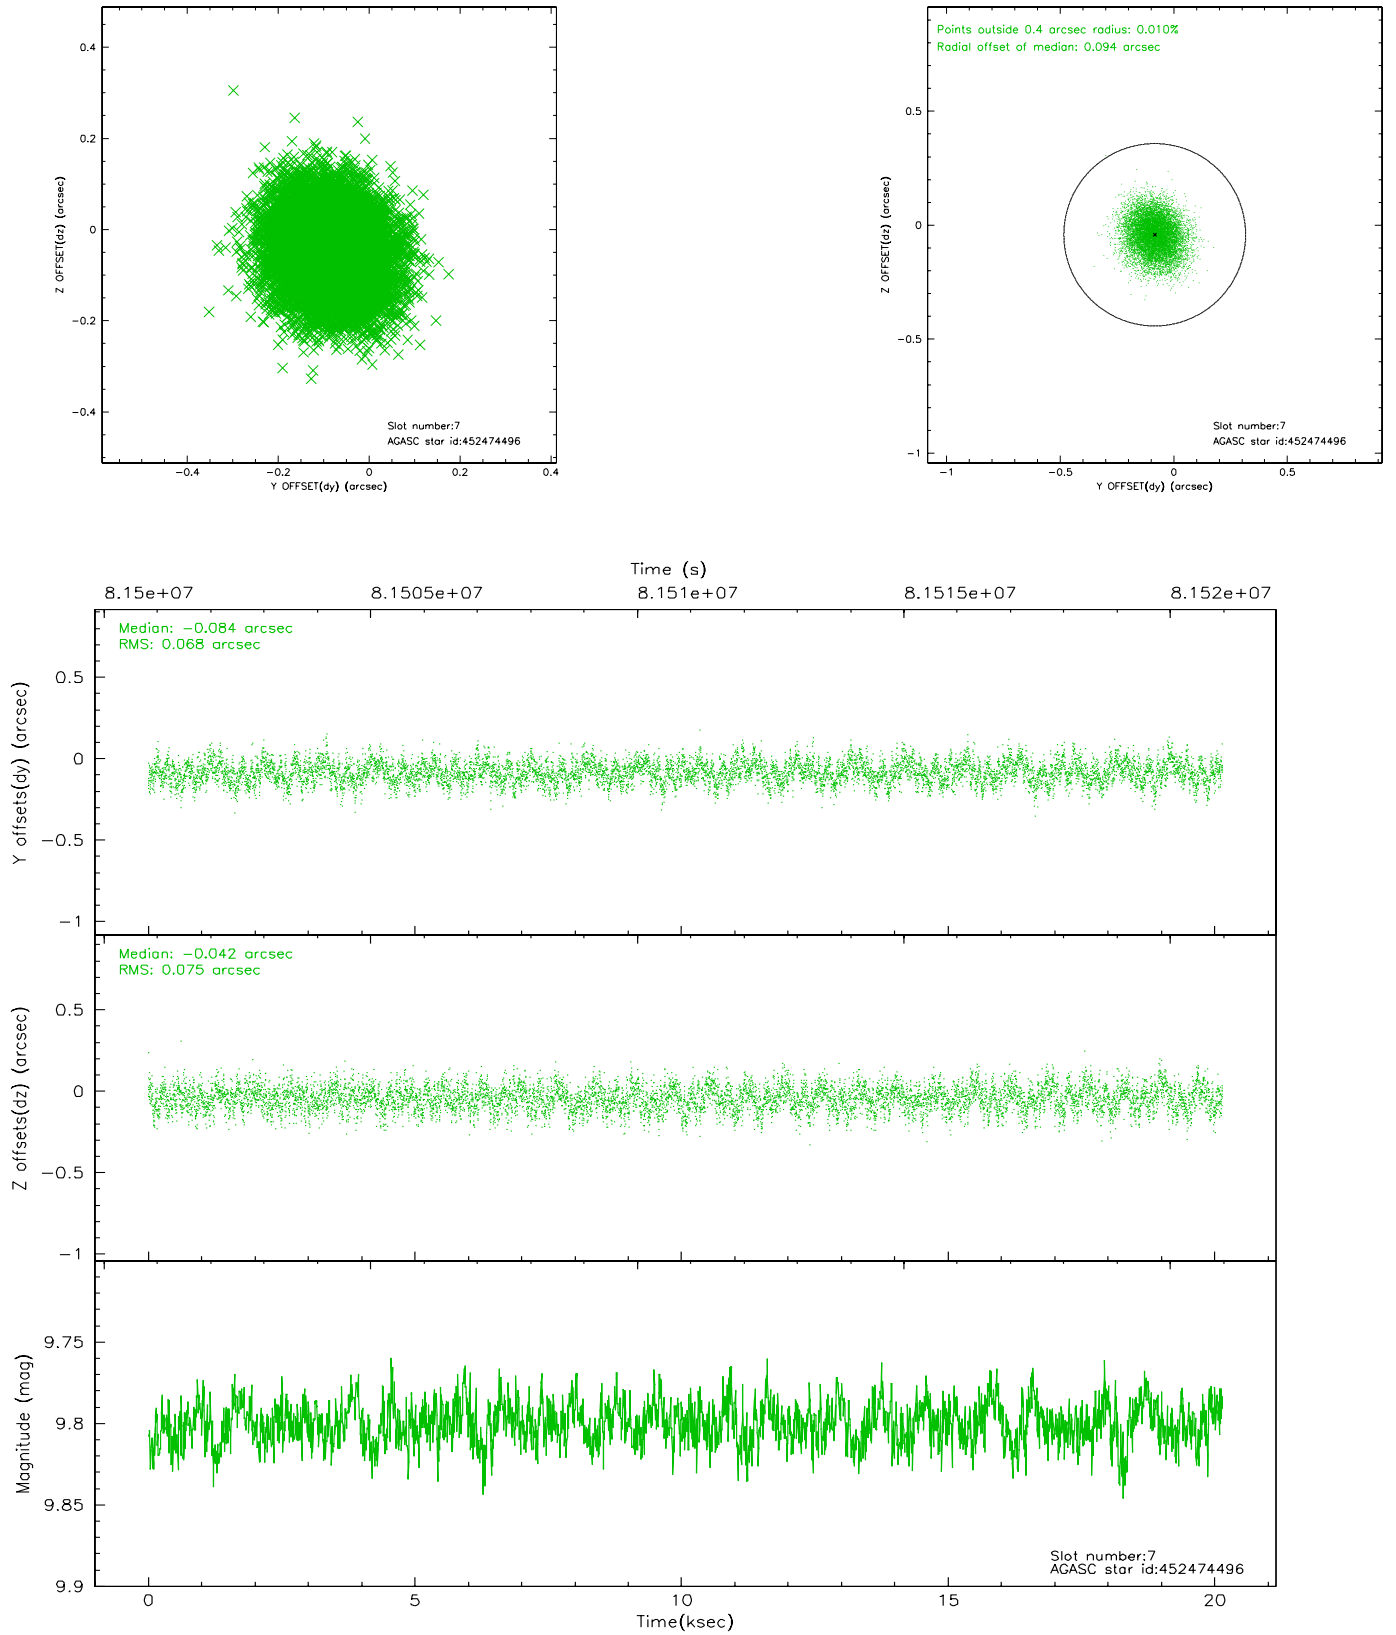 0.4
0.2
0
−0.2
−0.4
Z OFFSET(dz) (arcsec)
Slot number:7
AGASC star id:452474496
−0.4 −0.2 0 0.2 0.4
Y OFFSET(dy) (arcsec)
Points outside 0.4 arcsec radius: 0.010%
Radial offset of median: 0.094 arcsec
0.5
0
−0.5
−1
Z OFFSET(dz) (arcsec)
Slot number:7
AGASC star id:452474496
−1 −0.5 0 0.5
Y OFFSET(dy) (arcsec)
Time (s)
8.15e+07 8.1505e+07 8.151e+07 8.1515e+07 8.152e+07
Median: −0.084 arcsec
RMS: 0.068 arcsec
0.5
0
−0.5
−1
Y offsets(dy) (arcsec)
Median: −0.042 arcsec
RMS: 0.075 arcsec
0.5
0
−0.5
−1
Z offsets(dz) (arcsec)
9.75
9.8
9.85
9.9
Magnitude (mag)
Slot number:7
AGASC star id:452474496
0 5 10 15 20
Time(ksec)